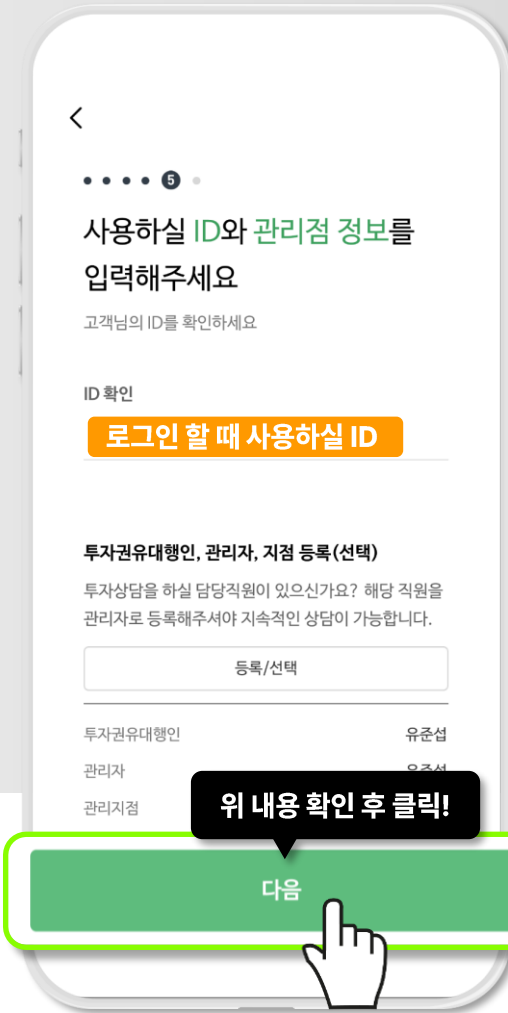 5
사용하실 ID와 관리점 정보를
입력해주세요
고객님의 ID를 확인하세요
ID 확인
로그인 할 때 사용하실 ID
투자권유대행인, 관리자, 지점 등록(선택)
투자상담을 하실 담당직원이 있으신가요? 해당 직원을
관리자로 등록해주셔야 지속적인 상담이 가능합니다.
등록/선택
투자권유대행인 유준섭
관리자
관리지점
위 내용 확인 후 클릭!
다음